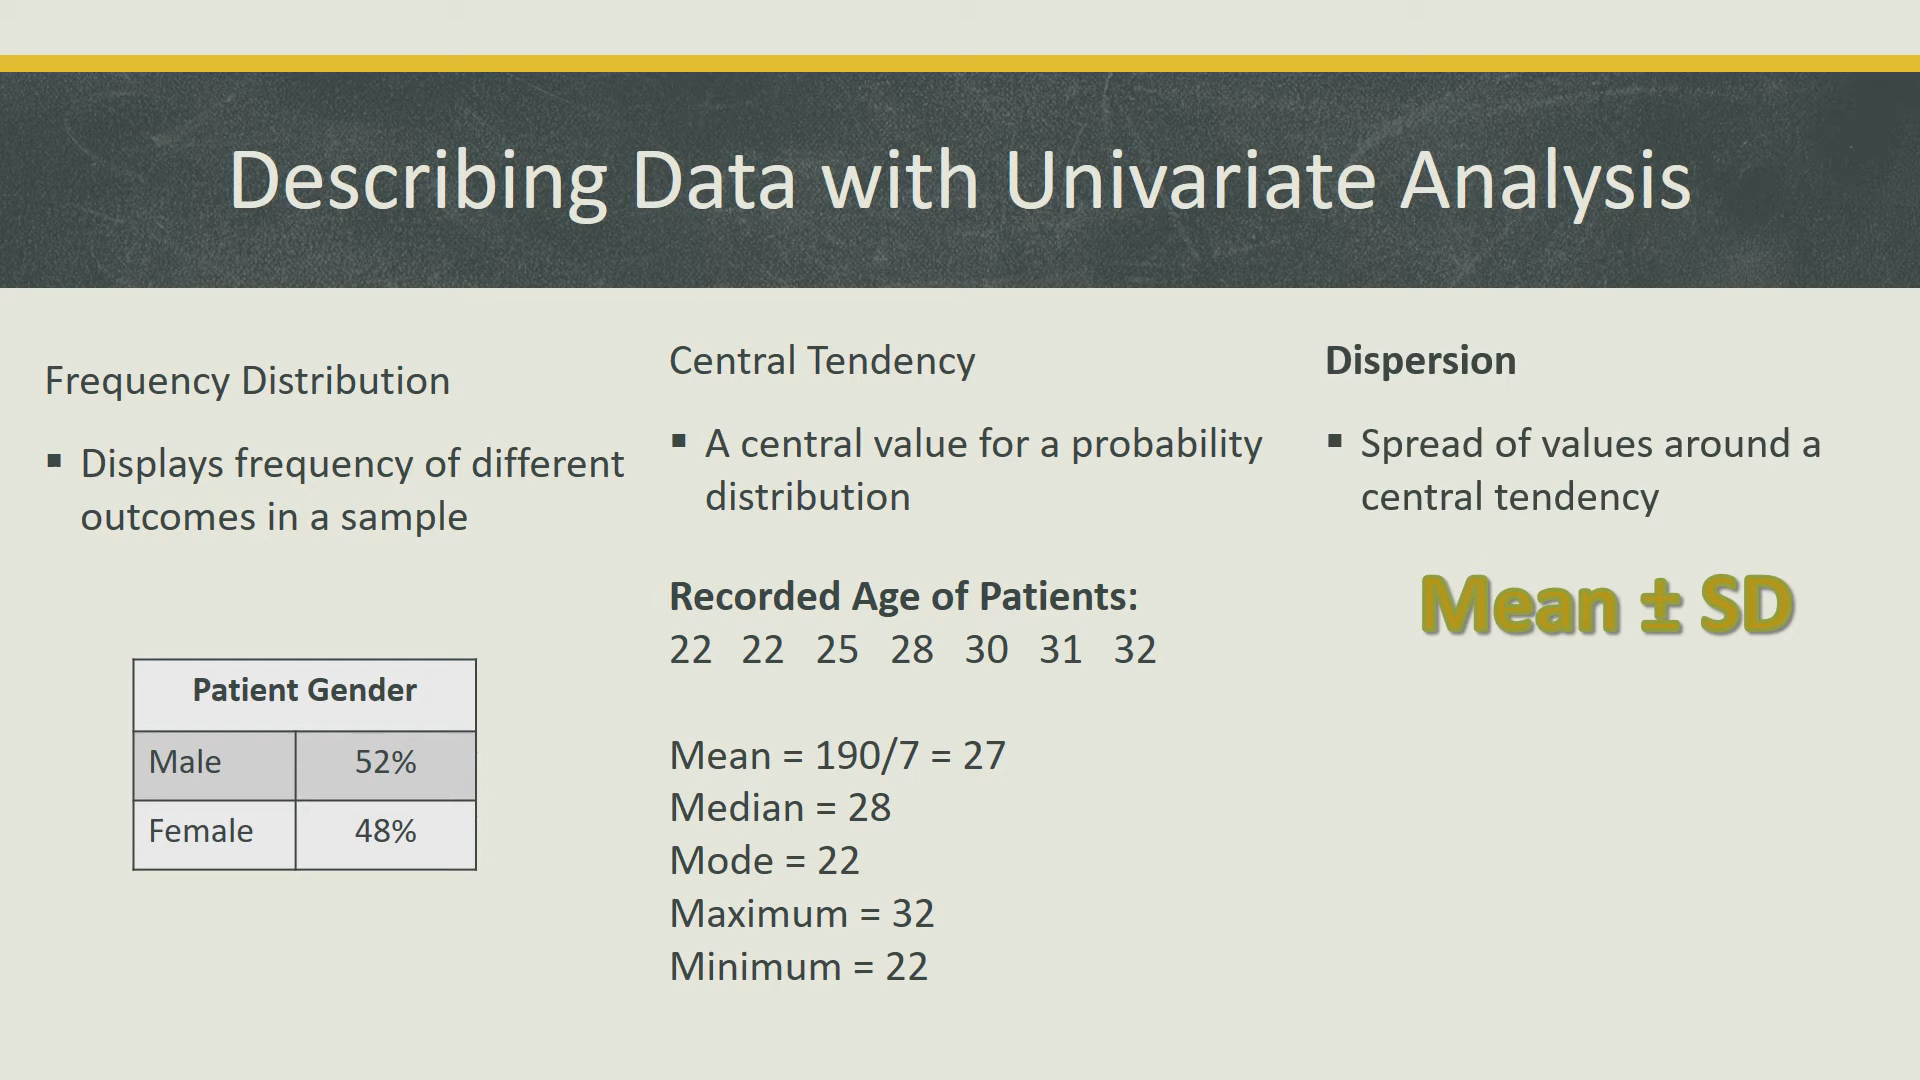 Describing Data with Univariate Analysis
Frequency Distribution
▪ Displays frequency of different
outcomes in a sample
Patient Gender
Male 52%
Female 48%
Central Tendency
▪ A central value for a probability
distribution
Recorded Age of Patients:
22 22 25 28 30 31 32
Mean = 190/7 = 27
Median = 28
Mode = 22
Maximum = 32
Minimum = 22
Dispersion
▪ Spread of values around a
central tendency
Mean ± SD